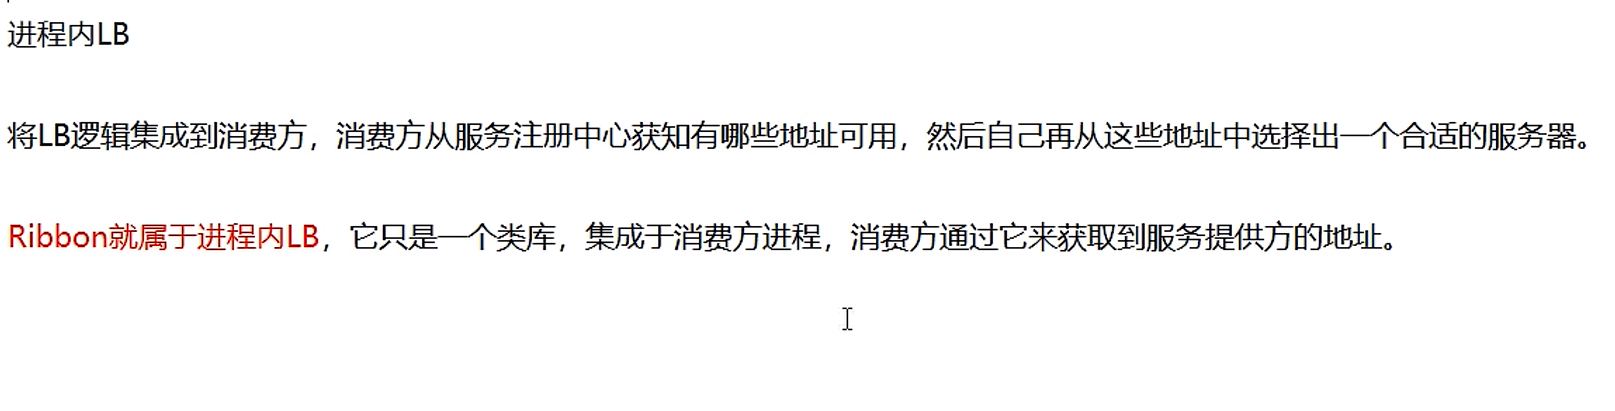 进程内LB
将LB逻辑集成到消费方，消费方从服务注册中心获知有哪些地址可用，然后自己再从这些地址中选择出一个合适的服务器。
Ribbon就属于进程内LB，它只是一个类库，集成于消费方进程，消费方通过它来获取到服务提供方的地址。